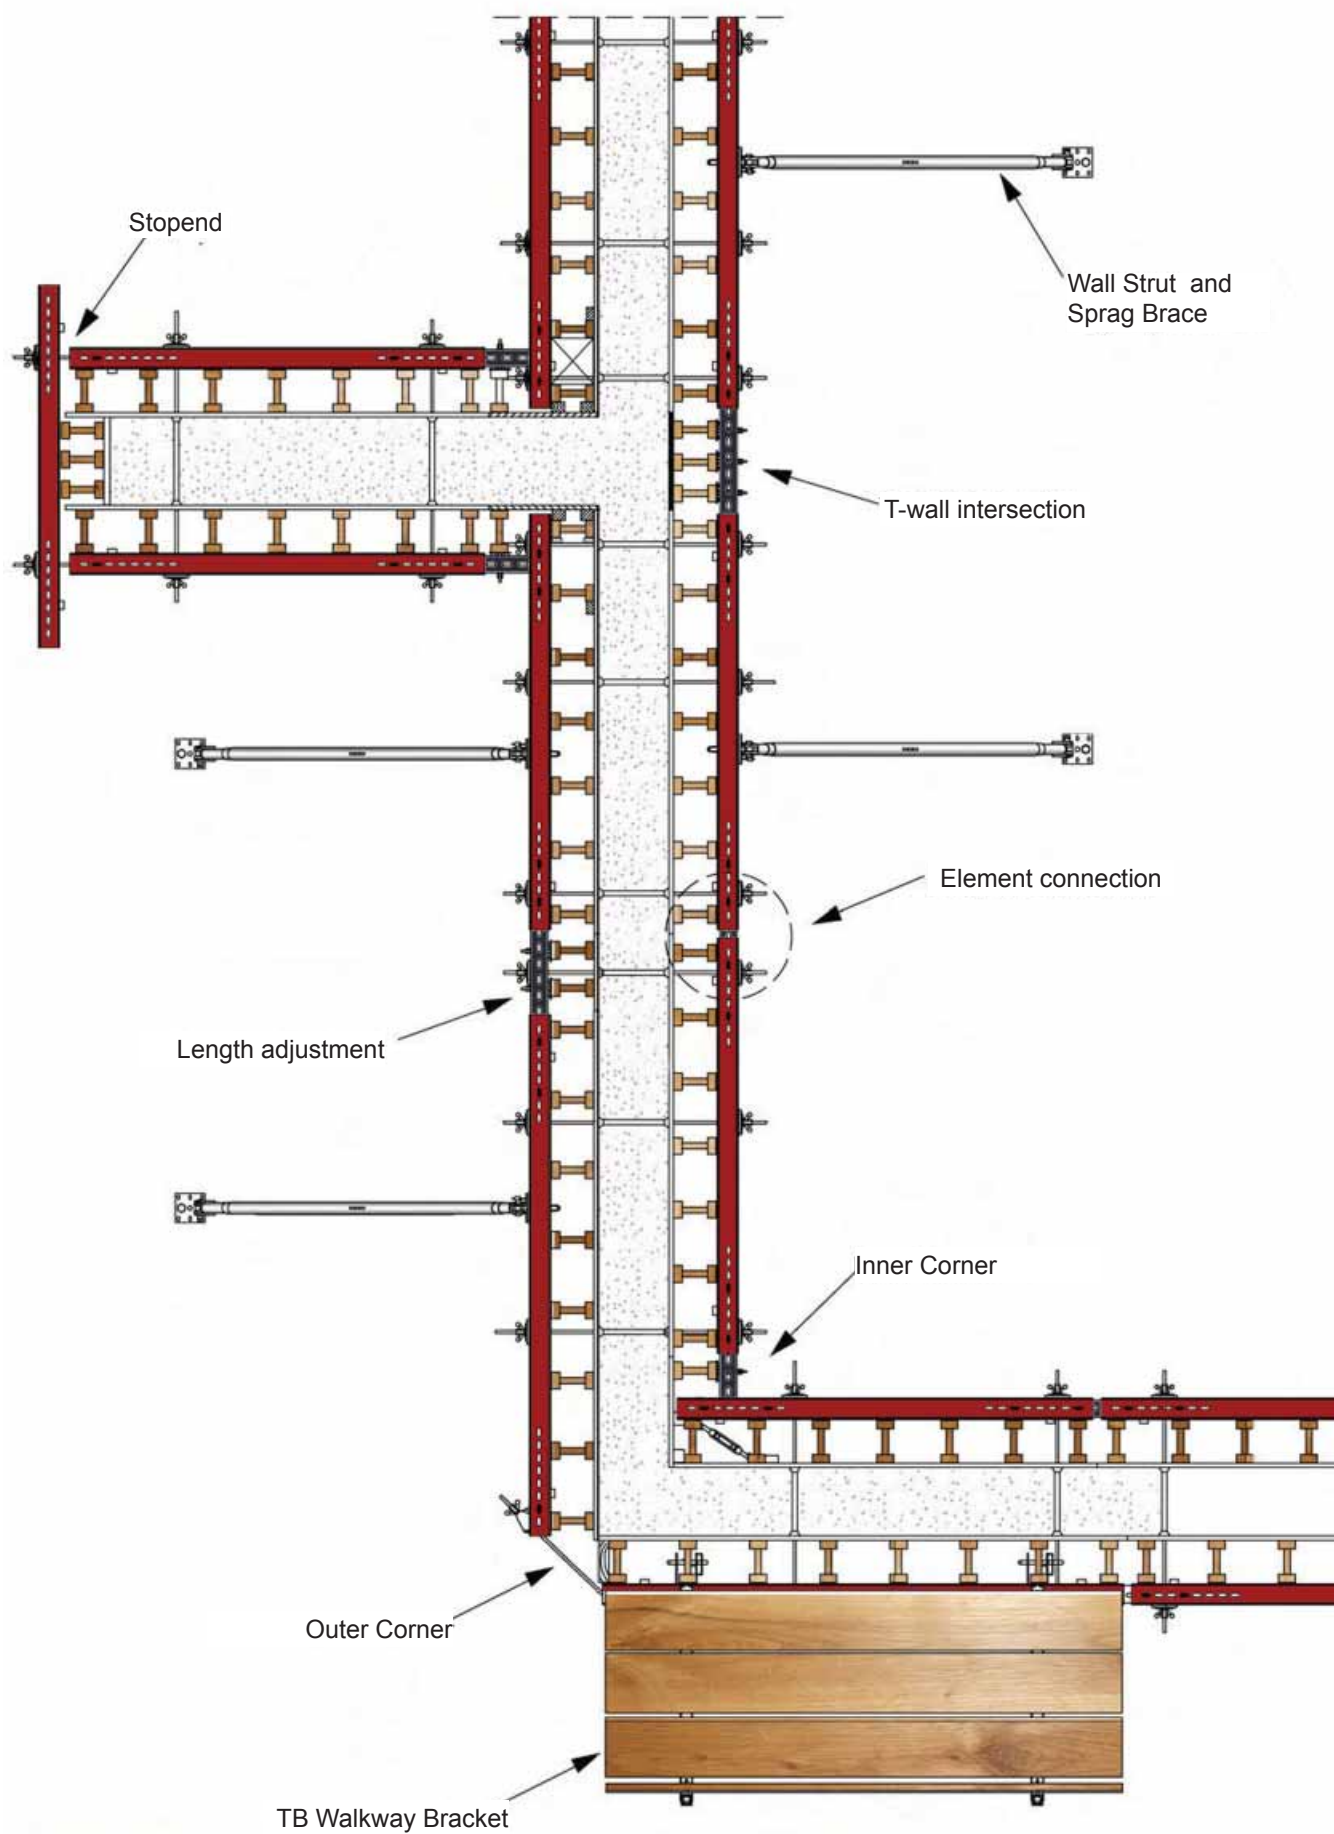 Stopend
Wall Strut and
Sprag Brace
T-wall intersection
Element connection
Length adjustment
Inner Corner
Outer Corner
TB Walkway Bracket